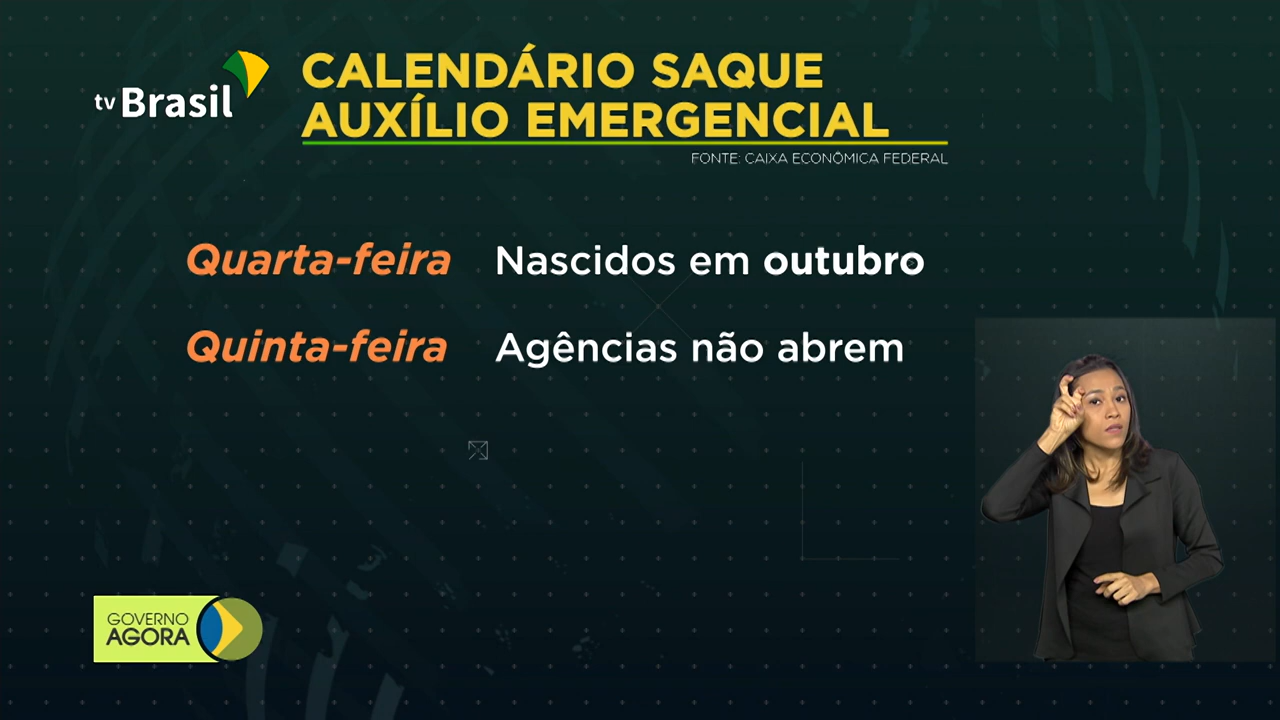 tv Brasil
CALENDÁRIO SAQUE
AUXÍLIO EMERGENCIAL
FONTE: CAIXA ECONÔMICA FEDERAL
Quarta-feira Nascidos em outubro
Quinta-feira Agências não abrem
GOVERNO
AGORA